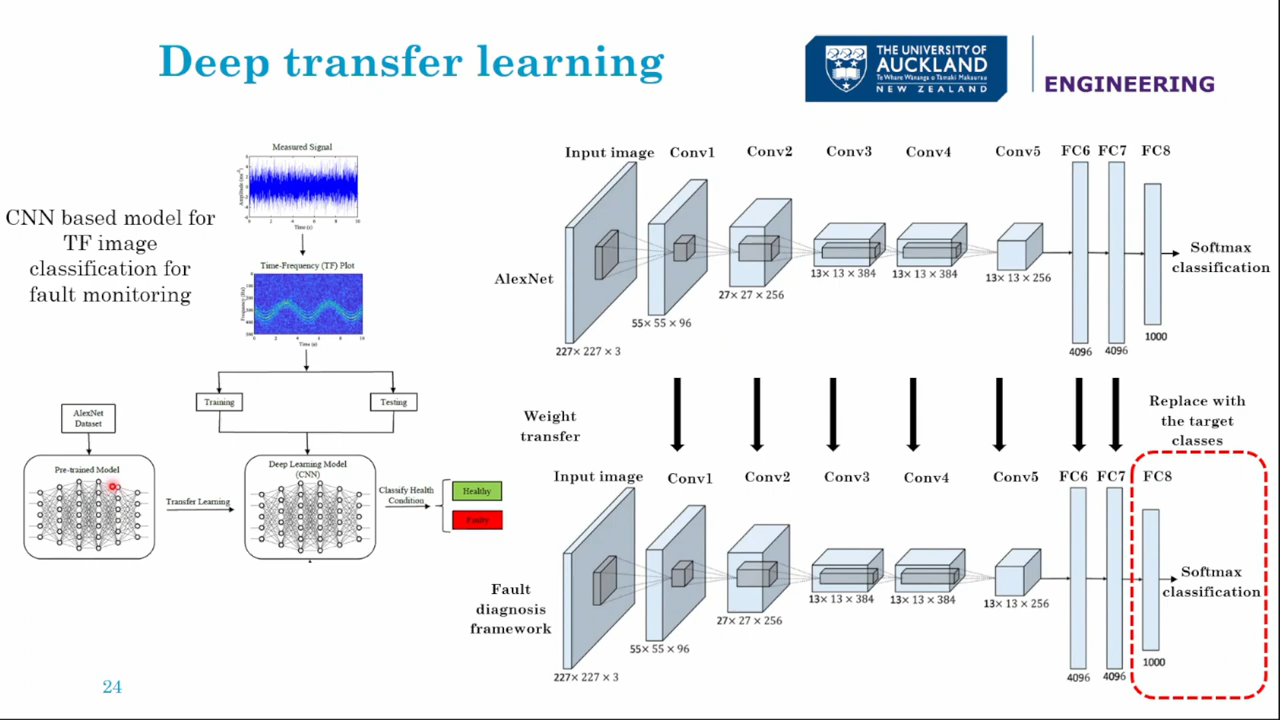 Deep transfer learning
THE UNIVERSITY OF
AUCKLAND
Te Whare Wānanga o Tāmaki Makaurau
NEW ZEALAND
ENGINEERING
CNN based model for
TF image
classification for
fault monitoring
Measured Signal
Time (s)
Time-Frequency (TF) Plot
Frequency (Hz)
Time (s)
Training
Testing
AlexNet
Dataset
Pre-trained Model
Transfer Learning
Deep Learning Model
(CNN)
Classify Health
Condition
Healthy
Faulty
Input image Conv1 Conv2 Conv3 Conv4 Conv5 FC6 FC7 FC8
AlexNet
227× 227 × 3
55× 55 × 96
27× 27 × 256
13× 13 × 384
13× 13 × 384
13× 13 × 256
4096
4096
1000
Softmax
classification
Weight
transfer
Replace with
the target
classes
Input image Conv1 Conv2 Conv3 Conv4 Conv5 FC6 FC7 FC8
Fault
diagnosis
framework
227× 227 × 3
55× 55 × 96
27× 27 × 256
13× 13 × 384
13× 13 × 384
13× 13 × 256
4096
4096
1000
Softmax
classification
24